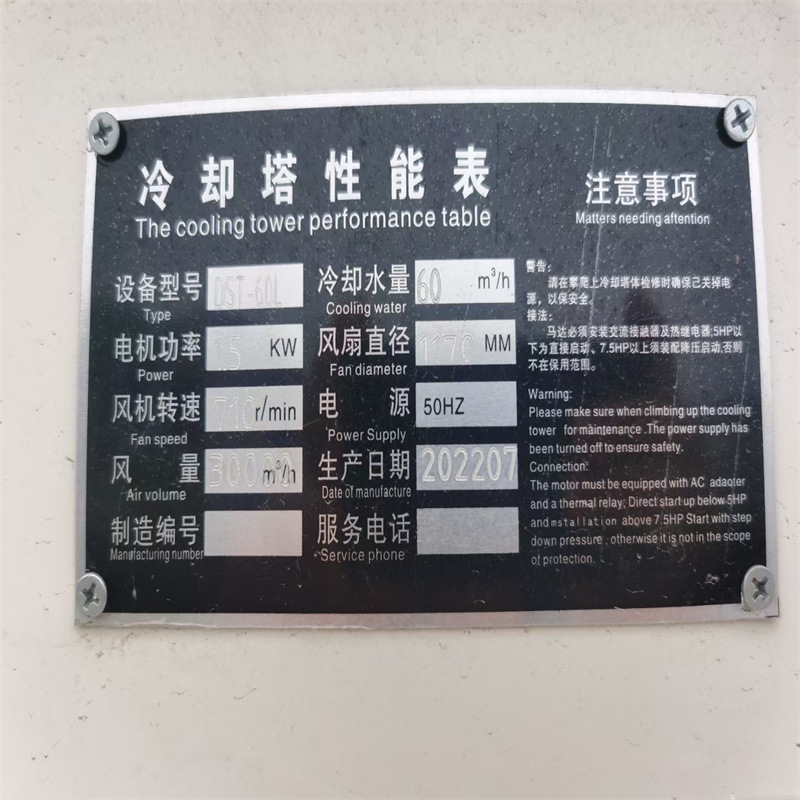 冷却塔性能表
The cooling tower performance table
设备型号 DST-60L
Type
冷却水量 60 m³/h
Cooling water
电机功率 KW
Power
风扇直径 1170 MM
Fan diameter
风机转速 710 r/min
Fan speed
电 源 50HZ
Power Supply
风 量 30000 m³/h
Air volume
生产日期 202207
Date of manufacture
制造编号
Manufacturing number
服务电话
Service phone
注意事项
Matters needing aftention
警告:
请在攀爬上冷却塔体检修时确保己关掉电
源，以保安全。
接法:
马达必须安装交流接融器及热继电器;5HP以
下为直接启动、7.5HP以上须装配降压启动,否则
不在保用范围。
Warning:
Please make sure when climbing up the cooling
tower for maintenance .The power supply has
been turned off to ensure safety.
Connection:
The motor must be equipped with AC adaoter
and a thermal relay; Direct start up below 5HP
and mstallation above 7.5HP Start with step
down pressure , otherwise it is not in the scope
of protection.